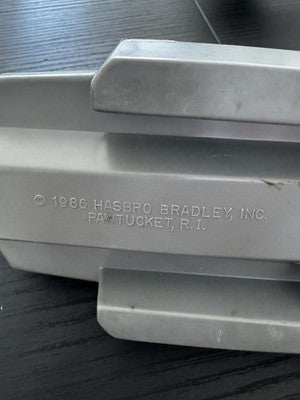 © 1986 HASBRO BRADLEY, INC.
PAWTUCKET, R.I.